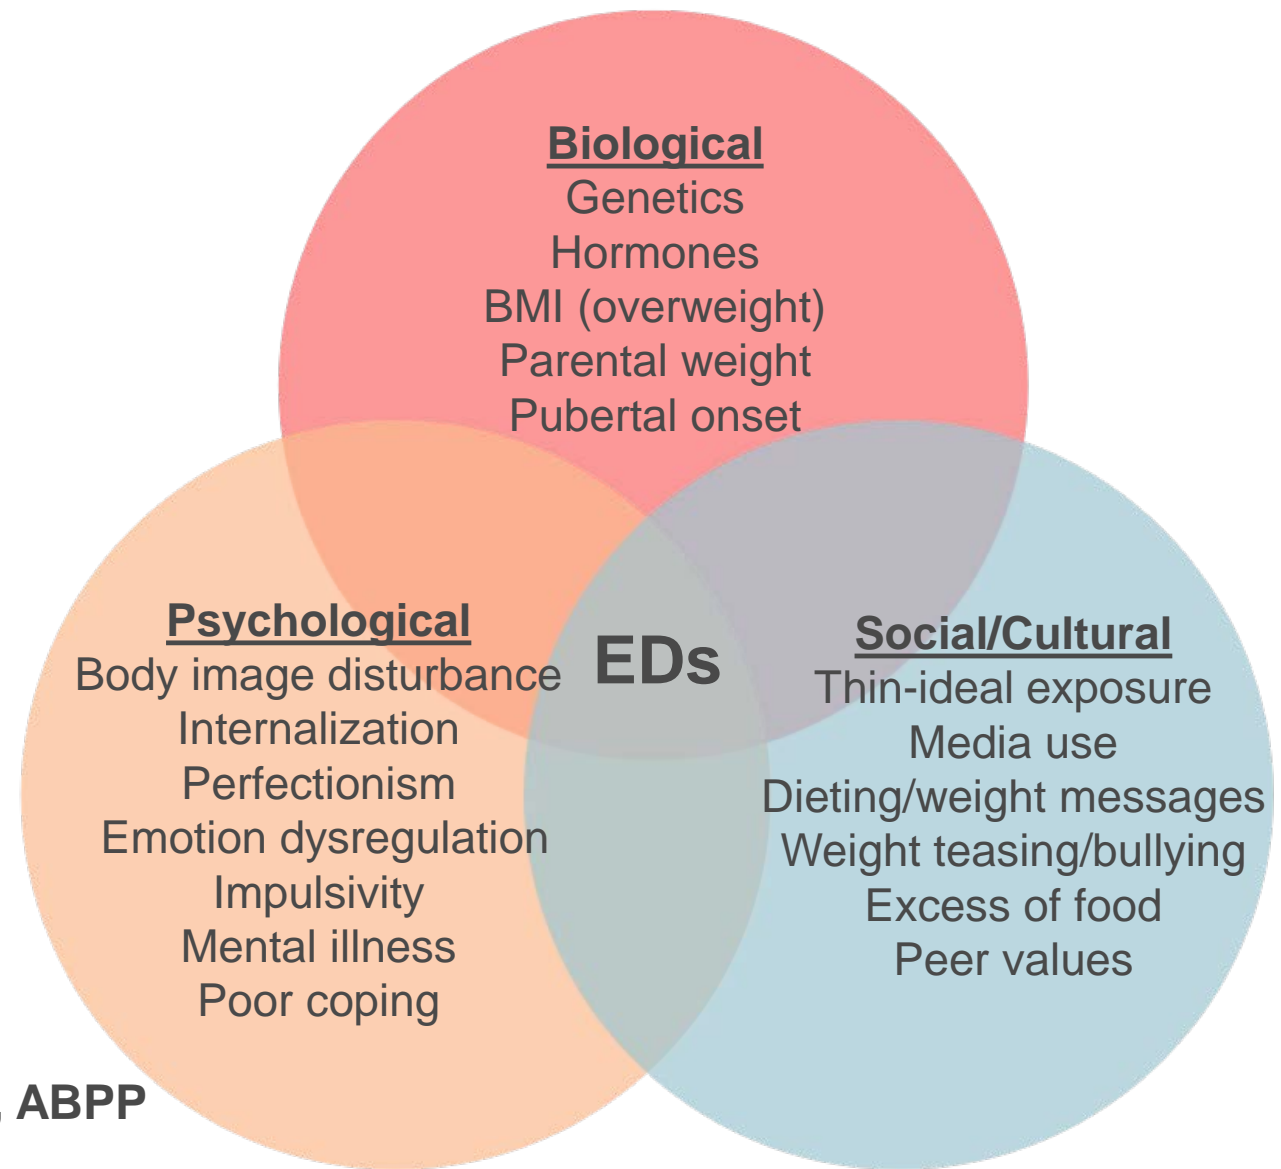 Biological
Genetics
Hormones
BMI (overweight)
Parental weight
Pubertal onset
Psychological
Body image disturbance
Internalization
Perfectionism
Emotion dysregulation
Impulsivity
Mental illness
Poor coping
EDs
Social/Cultural
Thin-ideal exposure
Media use
Dieting/weight messages
Weight teasing/bullying
Excess of food
Peer values
, ABPP